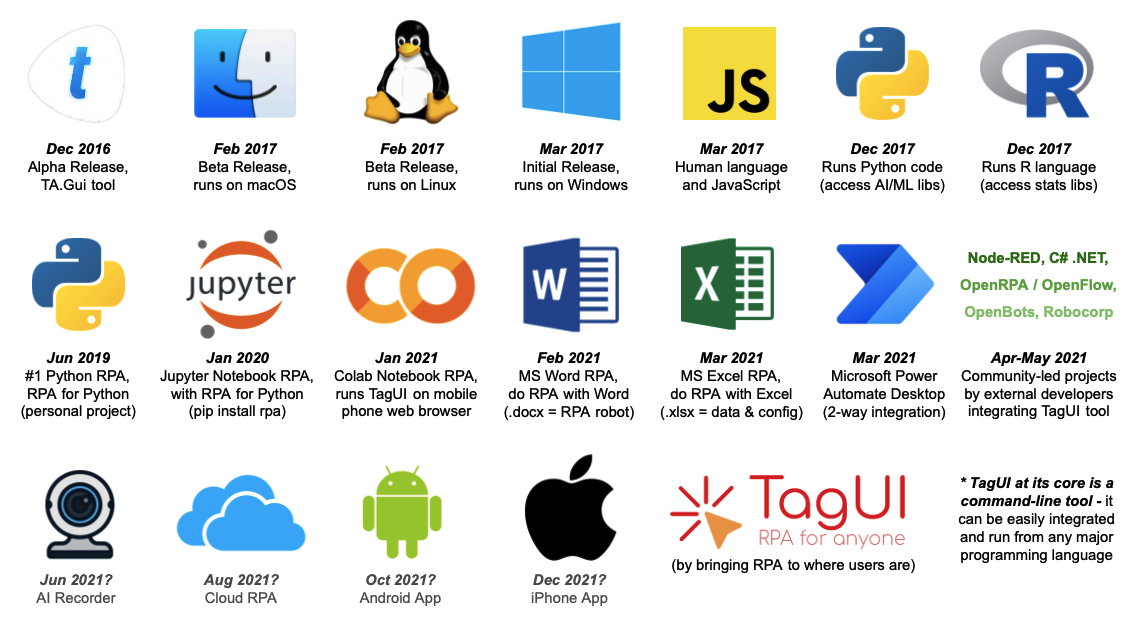 t
JS
R
Dec 2016
Alpha Release,
TA.Gui tool
Feb 2017
Beta Release,
runs on macOS
Feb 2017
Beta Release,
runs on Linux
Mar 2017
Initial Release,
runs on Windows
Mar 2017
Human language
and JavaScript
Dec 2017
Runs Python code
(access AI/ML libs)
Dec 2017
Runs R language
(access stats libs)
jupyter
W
X
Node-RED, C# .NET,
OpenRPA / OpenFlow,
OpenBots, Robocorp
Jun 2019
#1 Python RPA,
RPA for Python
(personal project)
Jan 2020
Jupyter Notebook RPA,
with RPA for Python
(pip install rpa)
Jan 2021
Colab Notebook RPA,
runs TagUI on mobile
phone web browser
Feb 2021
MS Word RPA,
do RPA with Word
(.docx = RPA robot)
Mar 2021
MS Excel RPA,
do RPA with Excel
(.xlsx = data & config)
Mar 2021
Microsoft Power
Automate Desktop
(2-way integration)
Apr-May 2021
Community-led projects
by external developers
integrating TagUI tool
Jun 2021?
AI Recorder
Aug 2021?
Cloud RPA
Oct 2021?
Android App
Dec 2021?
iPhone App
TagUI
RPA for anyone
(by bringing RPA to where users are)
* TagUI at its core is a
command-line tool - it
can be easily integrated
and run from any major
programming language